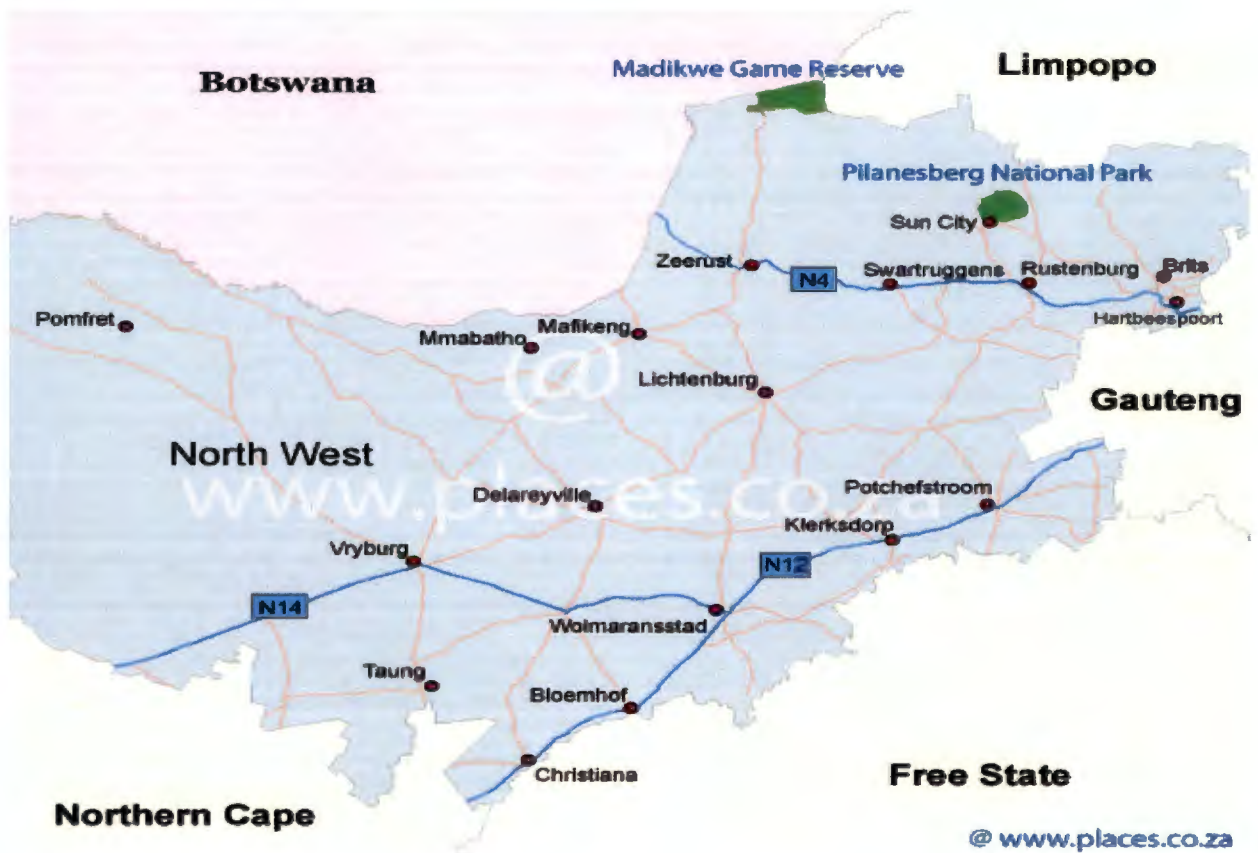 Botswana
Madikwe Game Reserve
Limpopo
Pilanesberg National Park
Sun City
Zeerust
N4
Swartruggens
Rustenburg
Brits
Hartbeespoort
Pomfret
Mmabatho
Mafikeng
@
Lichtenburg
Gauteng
North West
www.places.co.za
Delareyville
Potchefstroom
Klerksdorp
Vryburg
N12
N14
Wolmaransstad
Taung
Bloemhof
Christiana
Free State
Northern Cape
@ www.places.co.za